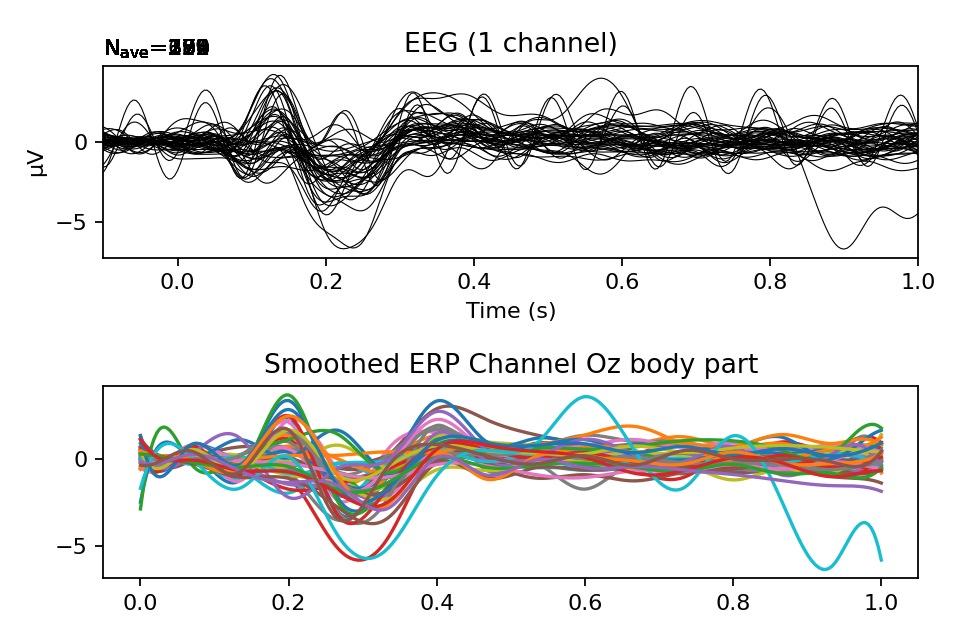 EEG (1 channel)
Nave=
µV
0
−5
0.0 0.2 0.4 0.6 0.8 1.0
Time (s)
Smoothed ERP Channel Oz body part
0
−5
0.0 0.2 0.4 0.6 0.8 1.0